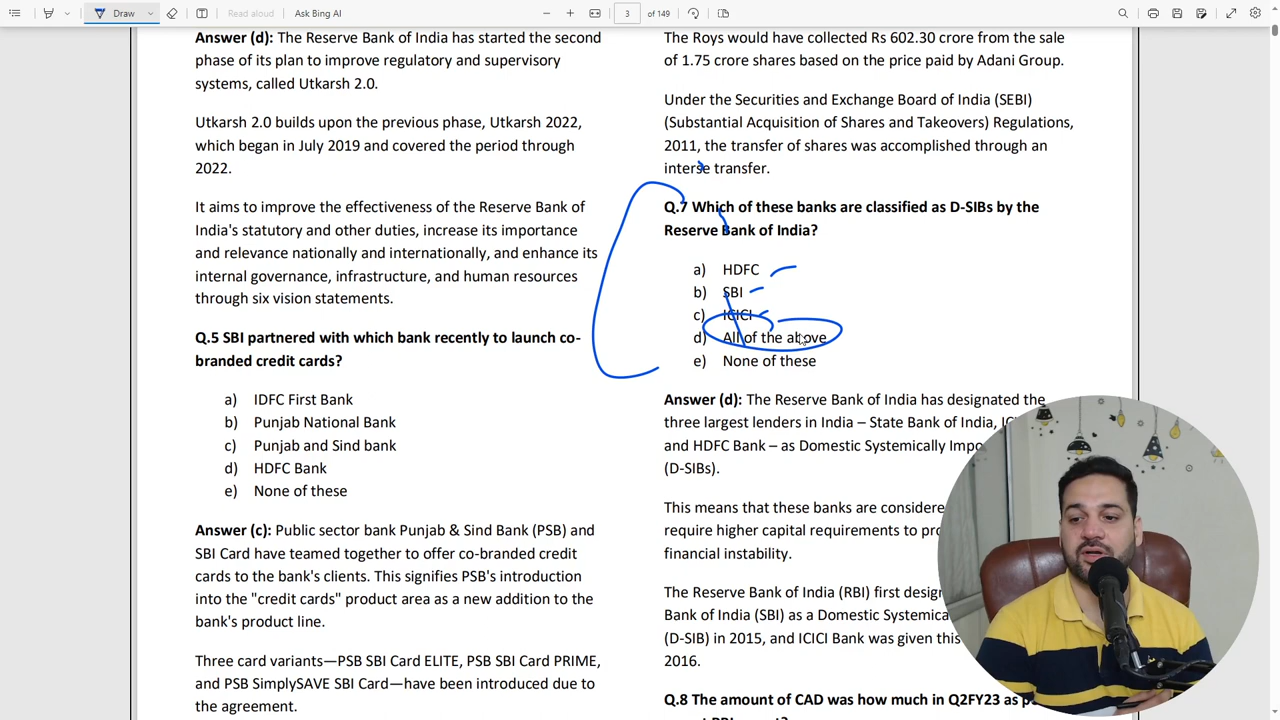 Draw
Read aloud
Ask Bing AI
3
of 149
Answer (d): The Reserve Bank of India has started the second
phase of its plan to improve regulatory and supervisory
systems, called Utkarsh 2.0.
Utkarsh 2.0 builds upon the previous phase, Utkarsh 2022,
which began in July 2019 and covered the period through
2022.
It aims to improve the effectiveness of the Reserve Bank of
India's statutory and other duties, increase its importance
and relevance nationally and internationally, and enhance its
internal governance, infrastructure, and human resources
through six vision statements.
Q.5 SBI partnered with which bank recently to launch co-
branded credit cards?
a) IDFC First Bank
b) Punjab National Bank
c) Punjab and Sind bank
d) HDFC Bank
e) None of these
Answer (c): Public sector bank Punjab & Sind Bank (PSB) and
SBI Card have teamed together to offer co-branded credit
cards to the bank's clients. This signifies PSB's introduction
into the "credit cards" product area as a new addition to the
bank's product line.
Three card variants—PSB SBI Card ELITE, PSB SBI Card PRIME,
and PSB SimplySAVE SBI Card—have been introduced due to
the agreement.
The Roys would have collected Rs 602.30 crore from the sale
of 1.75 crore shares based on the price paid by Adani Group.
Under the Securities and Exchange Board of India (SEBI)
(Substantial Acquisition of Shares and Takeovers) Regulations,
2011, the transfer of shares was accomplished through an
interse transfer.
Q.7 Which of these banks are classified as D-SIBs by the
Reserve Bank of India?
a) HDFC
b) SBI
c) ICICI
d) All of the above
e) None of these
Answer (d): The Reserve Bank of India has designated the
three largest lenders in India – State Bank of India,
and HDFC Bank – as Domestic Systemically
(D-SIBs).
This means that these banks are
require higher capital requirements to
financial instability.
The Reserve Bank of India (RBI) first
Bank of India (SBI) as a Domestic
(D-SIB) in 2015, and ICICI Bank was given this
2016.
Q.8 The amount of CAD was how much in Q2FY23 as